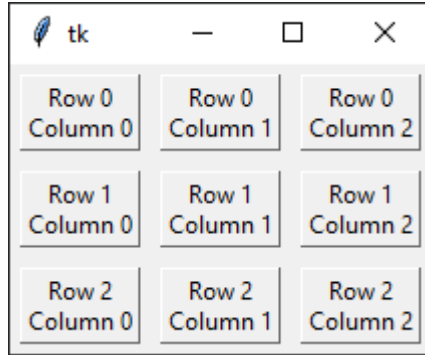 tk
Row 0 Row 0 Row 0
Column 0 Column 1 Column 2
Row 1 Row 1 Row 1
Column 0 Column 1 Column 2
Row 2 Row 2 Row 2
Column 0 Column 1 Column 2